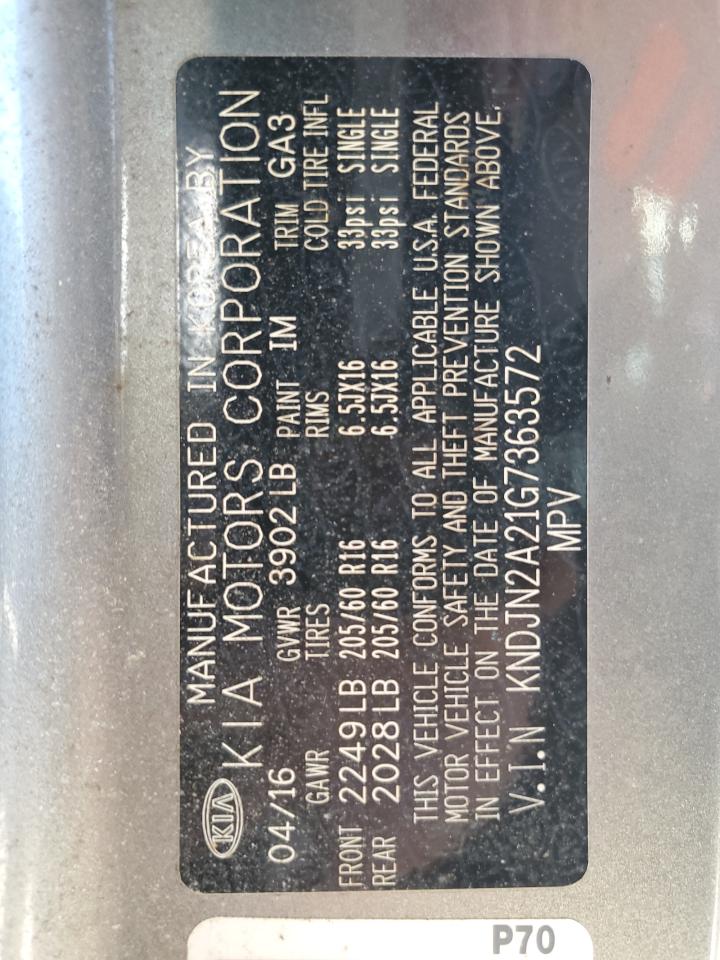 MANUFACTURED IN KOREA BY
KIA KIA MOTORS CORPORATION
04/16 GVWR 3902 LB PAINT 1M TRIM GA3
GAWR TIRES RIMS COLD TIRE INFL
FRONT 2249 LB 205/60 R16 6.5JX16 33psi SINGLE
REAR 2028 LB 205/60 R16 6.5JX16 33psi SINGLE
THIS VEHICLE CONFORMS TO ALL APPLICABLE U.S.A. FEDERAL
MOTOR VEHICLE SAFETY AND THEFT PREVENTION STANDARDS
IN EFFECT ON THE DATE OF MANUFACTURE SHOWN ABOVE.
V.I.N KNDJN2A21G7363572
MPV
P70